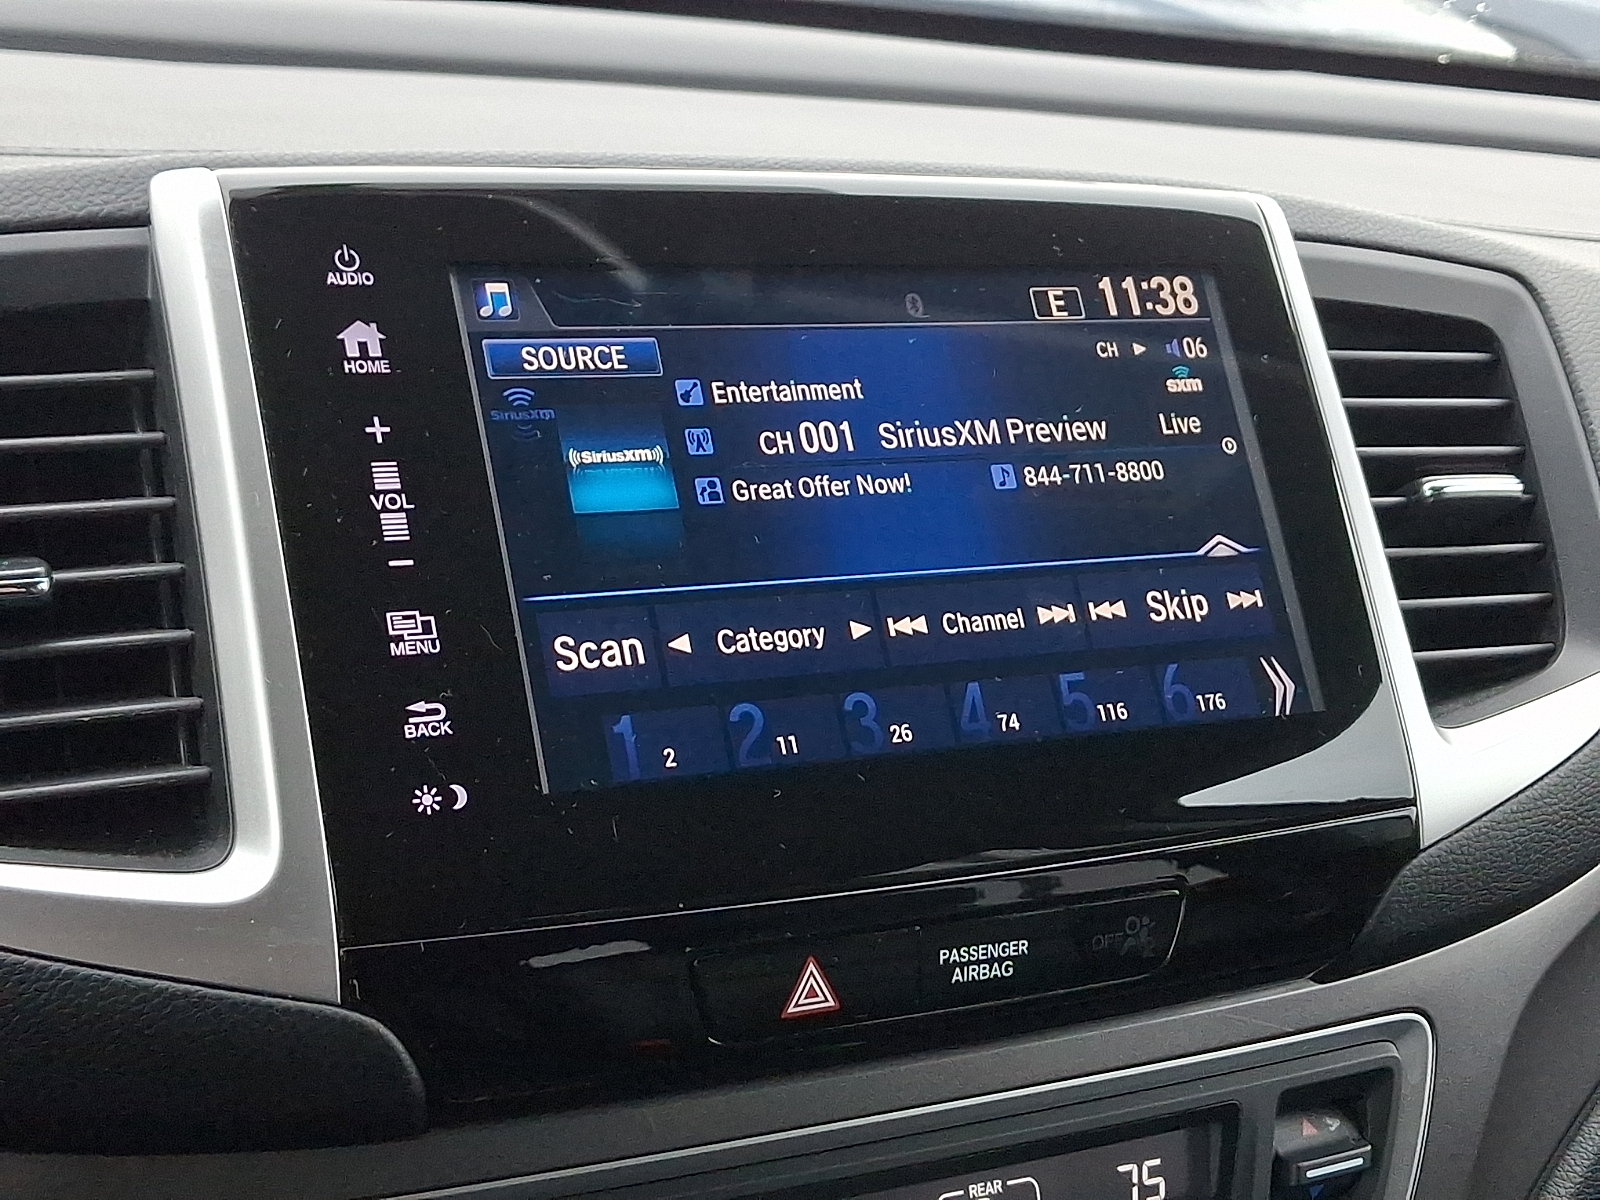 AUDIO
HOME
+
VOL
−
MENU
BACK
E 11:38
SOURCE
CH 06
SiriusXM
sxm
Entertainment
((SiriusXM))
CH 001 SiriusXM Preview Live
Great Offer Now! 844-711-8800
Scan Category Channel Skip
1 2 2 11 3 26 4 74 5 116 6 176
PASSENGER
AIRBAG
OFF
REAR
75